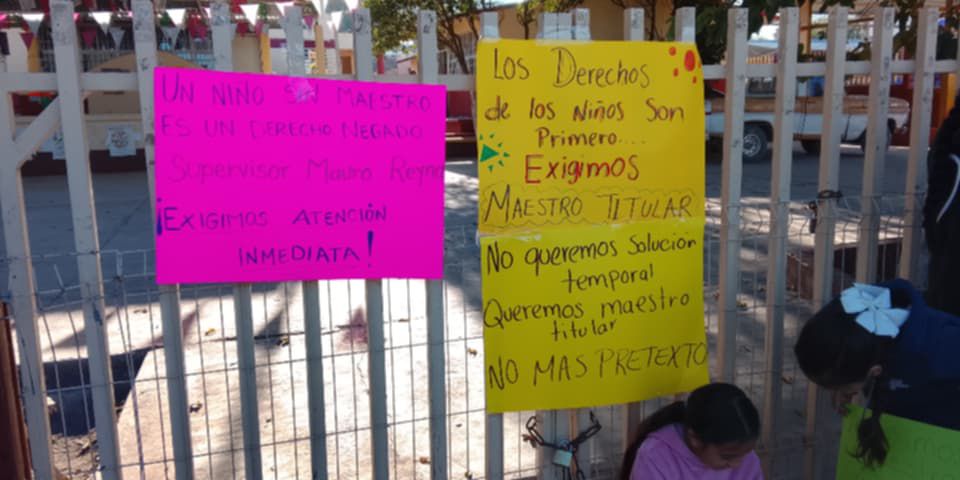 UN NIÑO SIN MAESTRO
ES UN DERECHO NEGADO
Supervisor Mauro Reyna
¡EXIGIMOS ATENCIÓN
INMEDIATA!
Los Derechos
de los Niños Son
Primero....
Exigimos
MAESTRO TITULAR
No queremos Solución
temporal
Queremos maestro
titular
NO MAS PRETEXTO